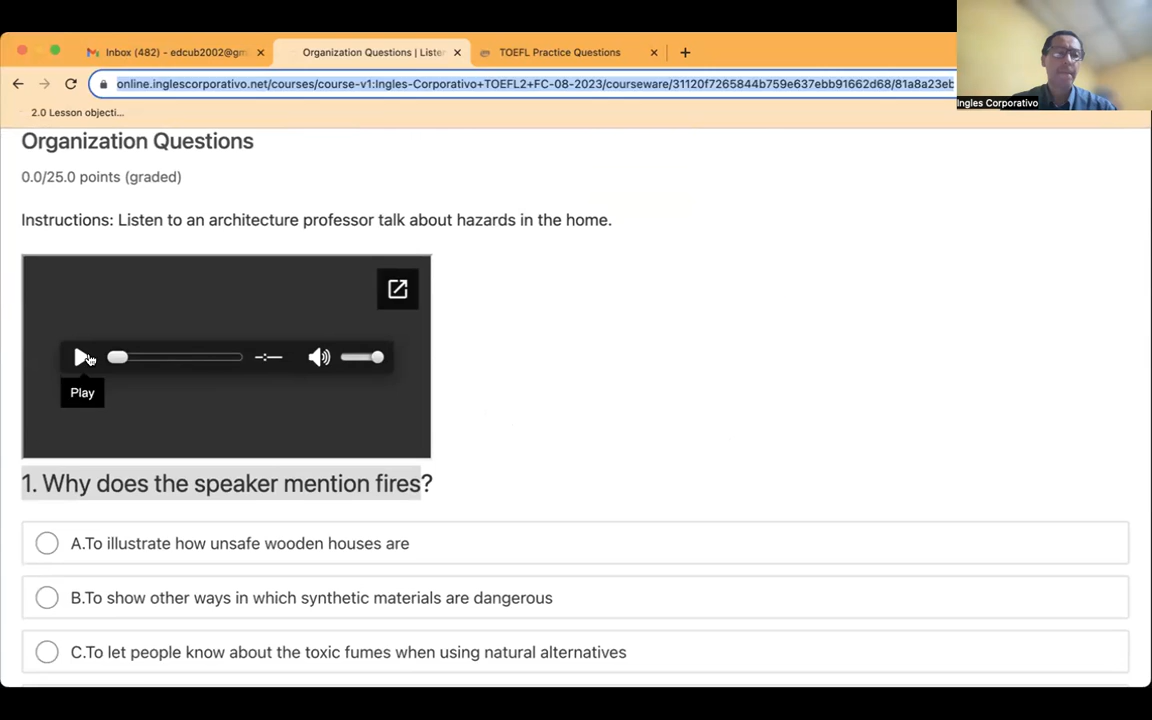 Inbox (482) - edcub2002@gm
Organization Questions | Liste
TOEFL Practice Questions
online.inglescorporativo.net/courses/course-v1:Ingles-Corporativo+TOEFL2+FC-08-2023/courseware/31120f7265844b759e637ebb91662d68/81a8a23eb
Ingles Corporativo
2.0 Lesson objecti...
Organization Questions
0.0/25.0 points (graded)
Instructions: Listen to an architecture professor talk about hazards in the home.
-:--
Play
1. Why does the speaker mention fires?
A.To illustrate how unsafe wooden houses are
B.To show other ways in which synthetic materials are dangerous
C.To let people know about the toxic fumes when using natural alternatives